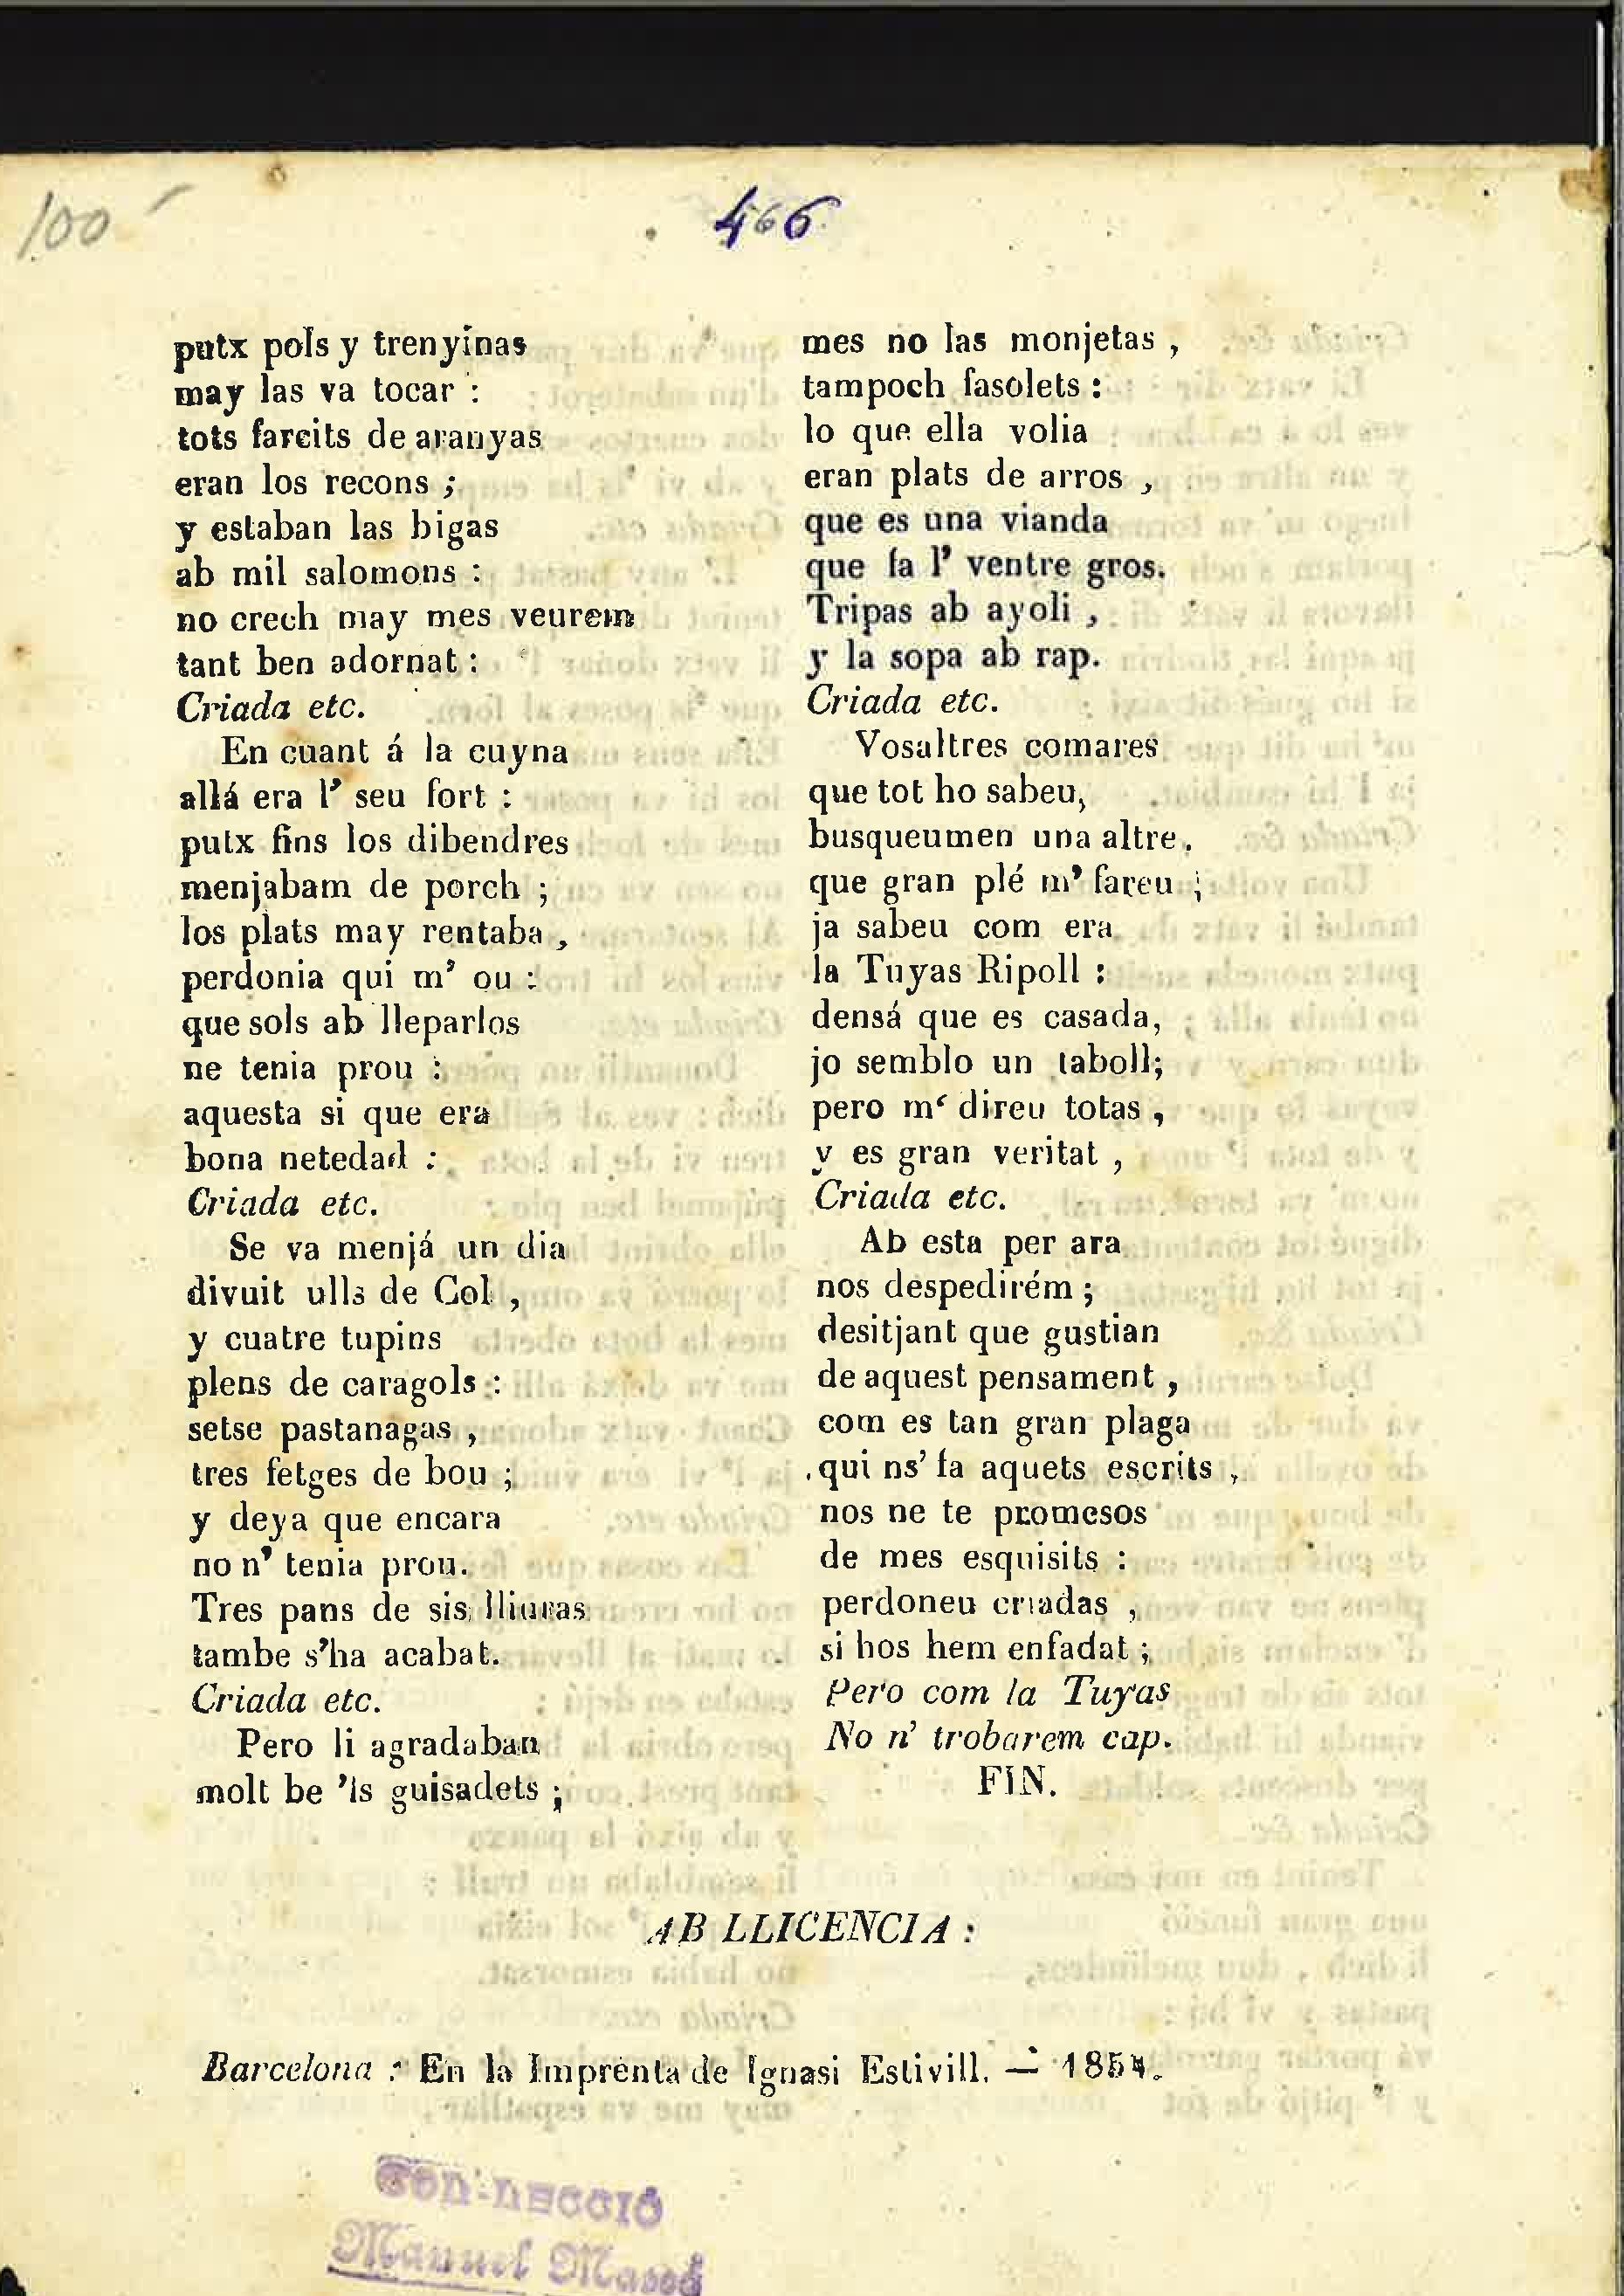 100
466
putx pols y trenyinas
may las va tocar :
tots farcits de aranyas
eran los recons ;
y estaban las bigas
ab mil salomons :
no crech may mes veurem
tant ben adornat :
Criada etc.
En cuant á la cuyna
allá era l' seu fort :
putx fins los dibendres
menjabam de porch ;
los plats may rentaba ,
perdonia qui m' ou :
que sols ab lleparlos
ne tenia prou :
aquesta si que era
bona netedad :
Criada etc.
Se va menjá un dia
divuit ulls de Col ,
y cuatre tupins
plens de caragols :
setse pastanagas ,
tres fetges de bou ;
y deya que encara
no n' tenia prou.
Tres pans de sis lliuras
tambe s'ha acabat.
Criada etc.
Pero li agradaban
molt be 'ls guisadets ;
mes no las monjetas ,
tampoch fasolets :
lo que ella volia
eran plats de arros ,
que es una vianda
que fa l' ventre gros.
Tripas ab ayoli ,
y la sopa ab rap.
Criada etc.
Vosaltres comares
que tot ho sabeu,
busqueumen una altre.
que gran plé m' fareu ;
ja sabeu com era
la Tuyas Ripoll :
densá que es casada,
jo semblo un taboll;
pero m‘ direu totas ,
y es gran veritat ,
Criada etc.
Ab esta per ara
nos despedirém ;
desitjant que gustian
de aquest pensament ,
com es tan gran plaga
qui ns' fa aquets escrits ,
nos ne te promesos
de mes esquisits :
perdoneu criadas ,
si hos hem enfadat ;
Pero com la Tuyas
No n' trobarem cap.
FIN.
AB LLICENCIA :
Barcelona : En la Imprenta de Ignasi Estivill. — 1854.
Manuel Massó